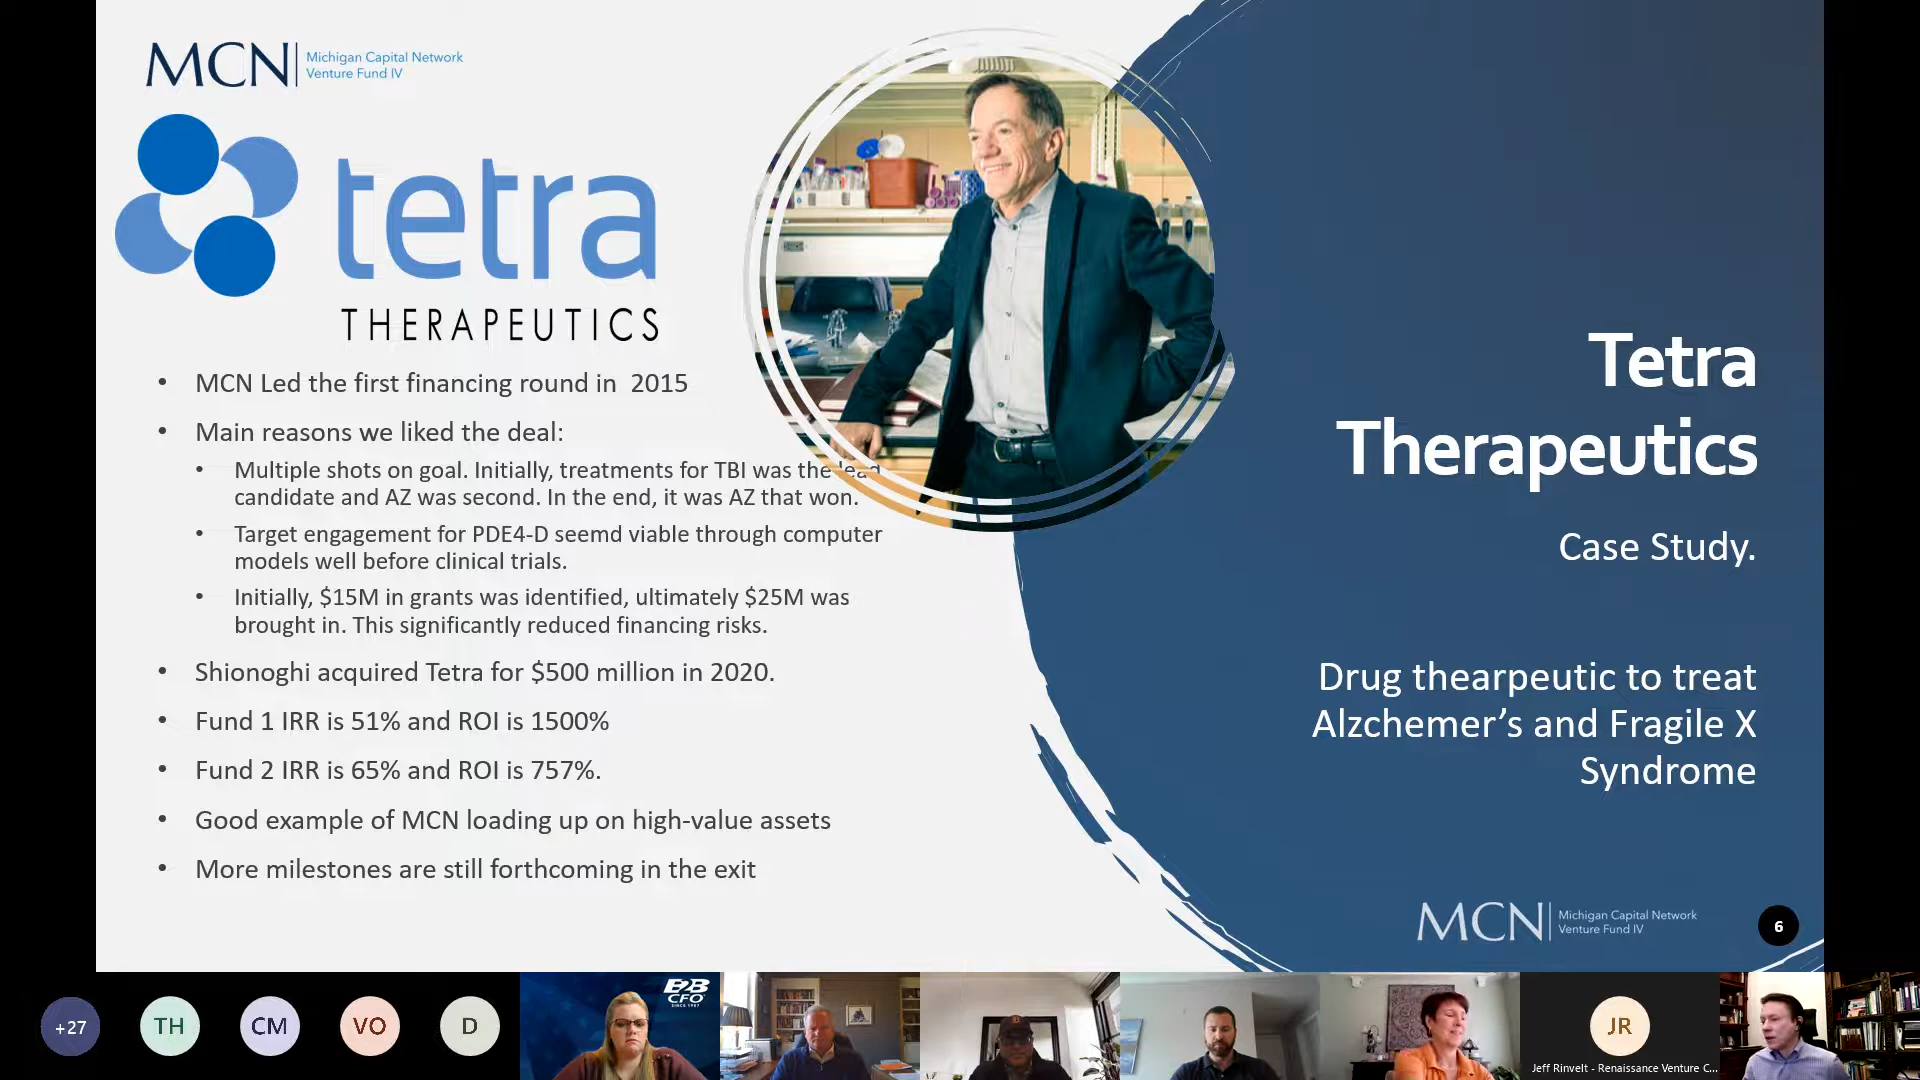 MCN Michigan Capital Network
Venture Fund IV
tetra
THERAPEUTICS
• MCN Led the first financing round in 2015
• Main reasons we liked the deal:
• Multiple shots on goal. Initially, treatments for TBI was the lead
candidate and AZ was second. In the end, it was AZ that won.
• Target engagement for PDE4-D seemd viable through computer
models well before clinical trials.
• Initially, $15M in grants was identified, ultimately $25M was
brought in. This significantly reduced financing risks.
• Shionoghi acquired Tetra for $500 million in 2020.
• Fund 1 IRR is 51% and ROI is 1500%
• Fund 2 IRR is 65% and ROI is 757%.
• Good example of MCN loading up on high-value assets
• More milestones are still forthcoming in the exit
Tetra
Therapeutics
Case Study.
Drug thearpeutic to treat
Alzchemer’s and Fragile X
Syndrome
MCN Michigan Capital Network
Venture Fund IV
6
+27
TH
CM
VO
D
B2B
CFO
SINCE 1987
JR
Jeff Rinvelt - Renaissance Venture C...